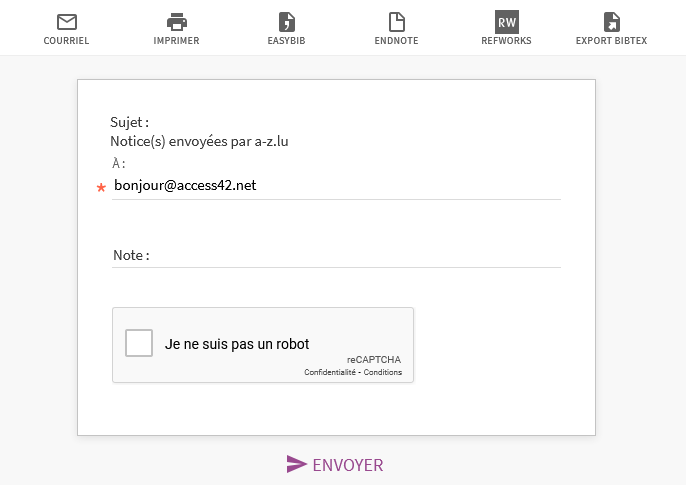 COURRIEL
IMPRIMER
EASYBIB
ENDNOTE
RW
REFWORKS
EXPORT BIBTEX
Sujet :
Notice(s) envoyées par a-z.lu
À :
* bonjour@access42.net
Note :
Je ne suis pas un robot
reCAPTCHA
Confidentialité - Conditions
ENVOYER